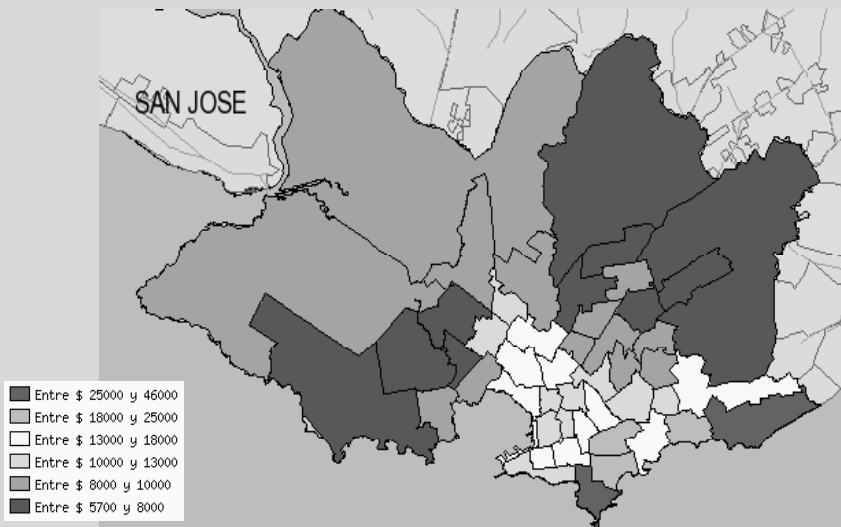 SAN JOSE
Entre $ 25000 y 46000
Entre $ 18000 y 25000
Entre $ 13000 y 18000
Entre $ 10000 y 13000
Entre $ 8000 y 10000
Entre $ 5700 y 8000